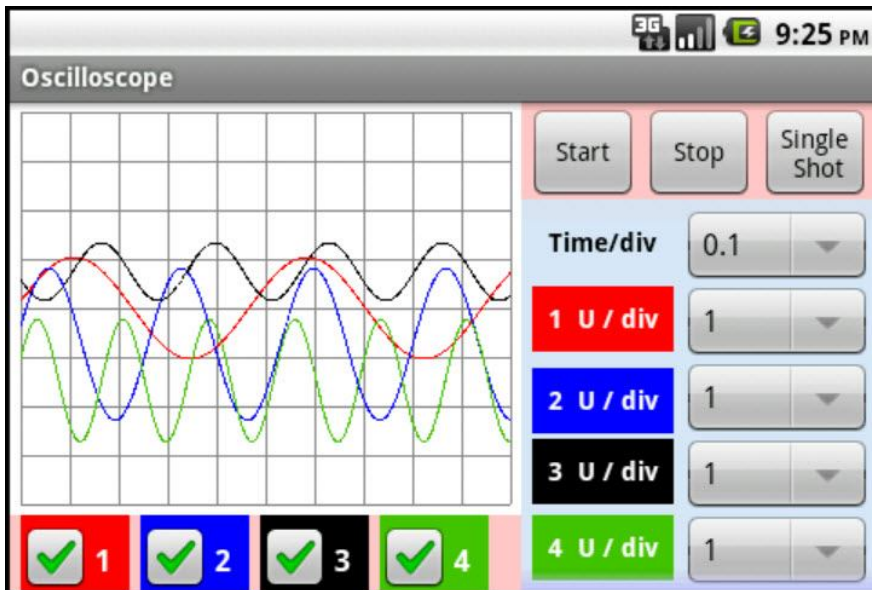 3G 9:25 PM
Oscilloscope
Start Stop Single Shot
Time/div 0.1
1 U / div 1
2 U / div 1
3 U / div 1
4 U / div 1
1 2 3 4